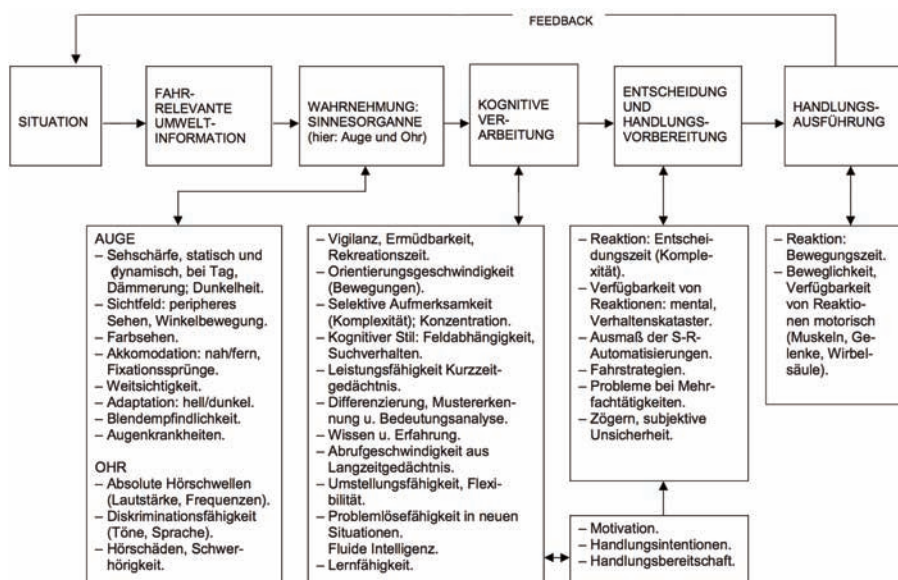 FEEDBACK
SITUATION
FAHR-
RELEVANTE
UMWELT-
INFORMATION
WAHRNEHMUNG:
SINNESORGANNE
(hier: Auge und Ohr)
KOGNITIVE
VER-
ARBEITUNG
ENTSCHEIDUNG
UND
HANDLUNGS-
VORBEREITUNG
HANDLUNGS-
AUSFÜHRUNG
AUGE
– Sehschärfe, statisch und
dynamisch, bei Tag,
Dämmerung; Dunkelheit.
– Sichtfeld: peripheres
Sehen, Winkelbewegung.
– Farbsehen.
– Akkomodation: nah/fern,
Fixationssprünge.
– Weitsichtigkeit.
– Adaptation: hell/dunkel.
– Blendempfindlichkeit.
– Augenkrankheiten.
OHR
– Absolute Hörschwellen
(Lautstärke, Frequenzen).
– Diskriminationsfähigkeit
(Töne, Sprache).
– Hörschäden, Schwer-
hörigkeit.
– Vigilanz, Ermüdbarkeit,
Rekreationszeit.
– Orientierungsgeschwindigkeit
(Bewegungen).
– Selektive Aufmerksamkeit
(Komplexität); Konzentration.
– Kognitiver Stil: Feldabhängigkeit,
Suchverhalten.
– Leistungsfähigkeit Kurzzeit-
gedächtnis.
– Differenzierung, Mustererken-
nung u. Bedeutungsanalyse.
– Wissen u. Erfahrung.
– Abrufgeschwindigkeit aus
Langzeitgedächtnis.
– Umstellungsfähigkeit, Flexi-
bilität.
– Problemlösefähigkeit in neuen
Situationen.
Fluide Intelligenz.
– Lernfähigkeit.
– Reaktion: Entschei-
dungszeit (Komple-
xität).
– Verfügbarkeit von
Reaktionen: mental,
Verhaltenskataster.
– Ausmaß der S-R-
Automatisierungen.
– Fahrstrategien.
– Probleme bei Mehr-
fachtätigkeiten.
– Zögern, subjektive
Unsicherheit.
– Motivation.
– Handlungsintentionen.
– Handlungsbereitschaft.
– Reaktion:
Bewegungszeit.
– Beweglichkeit,
Verfügbarkeit
von Reaktio-
nen motorisch
(Muskeln, Ge-
lenke, Wirbel-
säule).